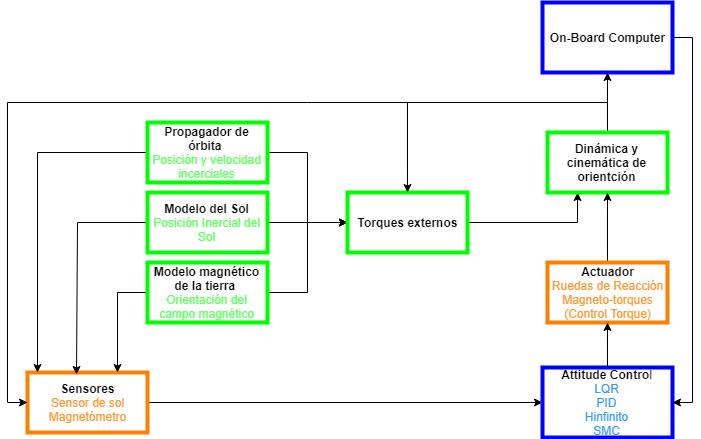 On-Board Computer
Propagador de
órbita
Posición y velocidad
incerciales
Dinámica y
cinemática de
orientción
Modelo del Sol
Posición Inercial del
Sol
Torques externos
Modelo magnético
de la tierra
Orientación del
campo magnético
Actuador
Ruedas de Reacción
Magneto-torques
(Control Torque)
Sensores
Sensor de sol
Magnetómetro
Attitude Control
LQR
PID
Hinfinito
SMC